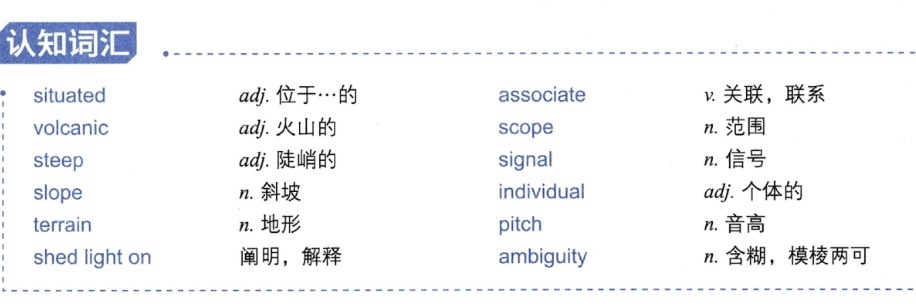 认知词汇
situated adj. 位于…的 associate v. 关联，联系
volcanic adj. 火山的 scope n. 范围
steep adj. 陡峭的 signal n. 信号
slope n. 斜坡 individual adj. 个体的
terrain n. 地形 pitch n. 音高
shed light on 阐明，解释 ambiguity n. 含糊，模棱两可